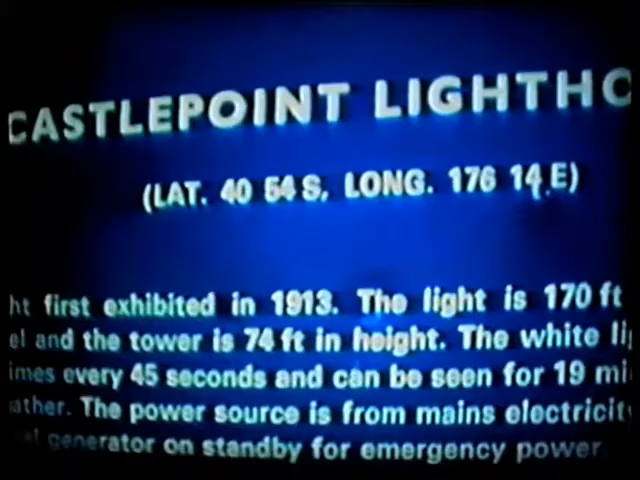 CASTLEPOINT LIGHTHO
(LAT. 40 54 S, LONG. 176 14 E)
ht first exhibited in 1913. The light is 170 ft
el and the tower is 74 ft in height. The white li
imes every 45 seconds and can be seen for 19 mi
ather. The power source is from mains electricit
generator on standby for emergency power.